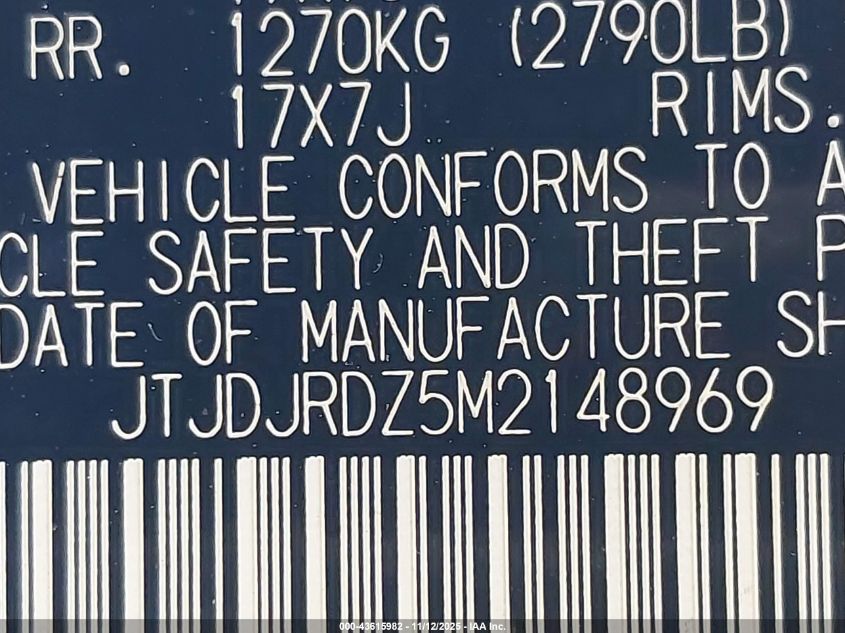 RR. 1270KG (2790LB)
17X7J RIMS.
VEHICLE CONFORMS TO A
CLE SAFETY AND THEFT P
DATE OF MANUFACTURE SH
JTJDJRDZ5M2148969
000-43615982 - 11/12/2025 - IAA Inc.